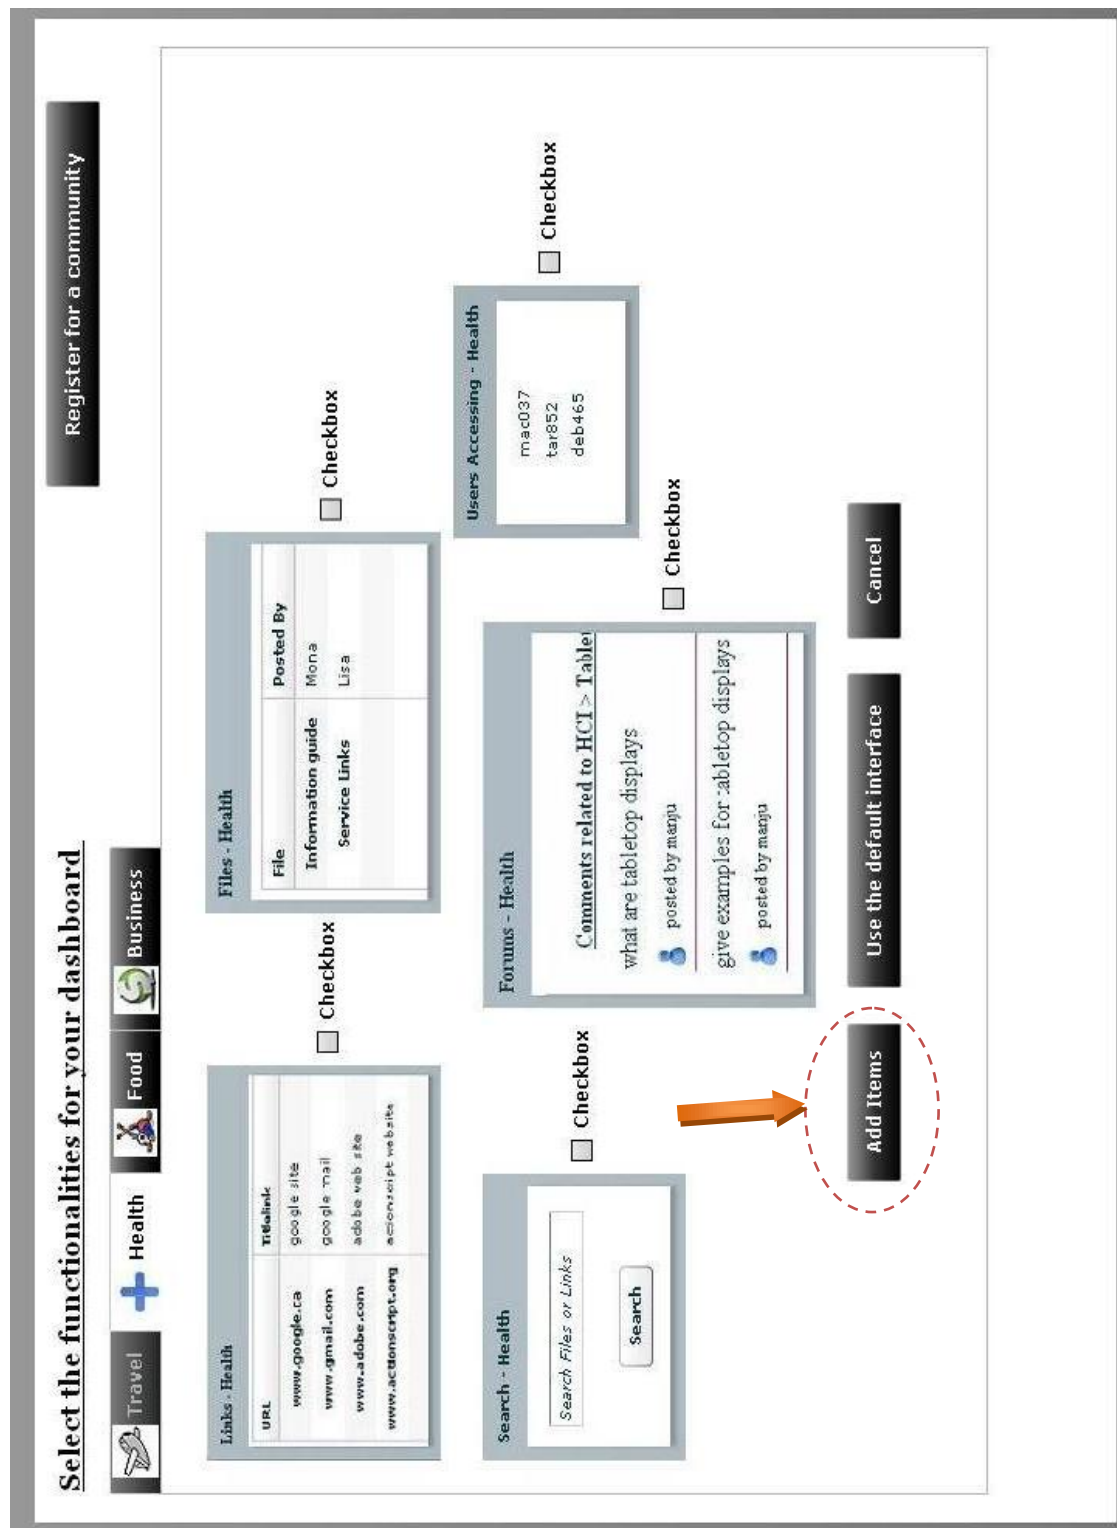 Register for a community
Select the functionalities for your dashboard
Travel
Health
Food
Business
Links - Health
URL Titlelink
www.google.ca google site
www.gmail.com google mail
www.adobe.com adobe web site
www.actionscript.org actionscript website
Checkbox
Files - Health
File Posted By
Information guide Mona
Service Links Lisa
Checkbox
Search - Health
Search Files or Links
Search
Checkbox
Forums - Health
Comments related to HCI > Table
what are tabletop displays
posted by manju
give examples for tabletop displays
posted by manju
Checkbox
Users Accessing - Health
mac037
tar852
deb465
Checkbox
Add Items
Use the default interface
Cancel